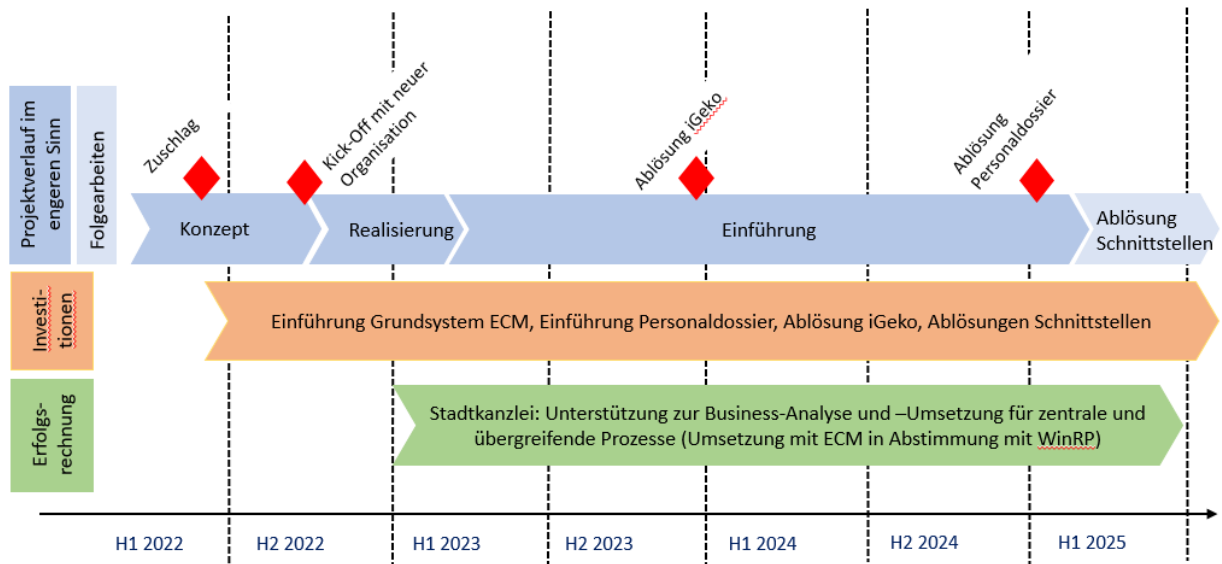 Projektverlauf im
engeren Sinn
Folgearbeiten
Zuschlag
Kick-Off mit neuer
Organisation
Ablösung iGeko
Ablösung
Personaldossier
Konzept
Realisierung
Einführung
Ablösung
Schnittstellen
Investi-
tionen
Einführung Grundsystem ECM, Einführung Personaldossier, Ablösung iGeko, Ablösungen Schnittstellen
Erfolgs-
rechnung
Stadtkanzlei: Unterstützung zur Business-Analyse und –Umsetzung für zentrale und
übergreifende Prozesse (Umsetzung mit ECM in Abstimmung mit WinRP)
H1 2022
H2 2022
H1 2023
H2 2023
H1 2024
H2 2024
H1 2025